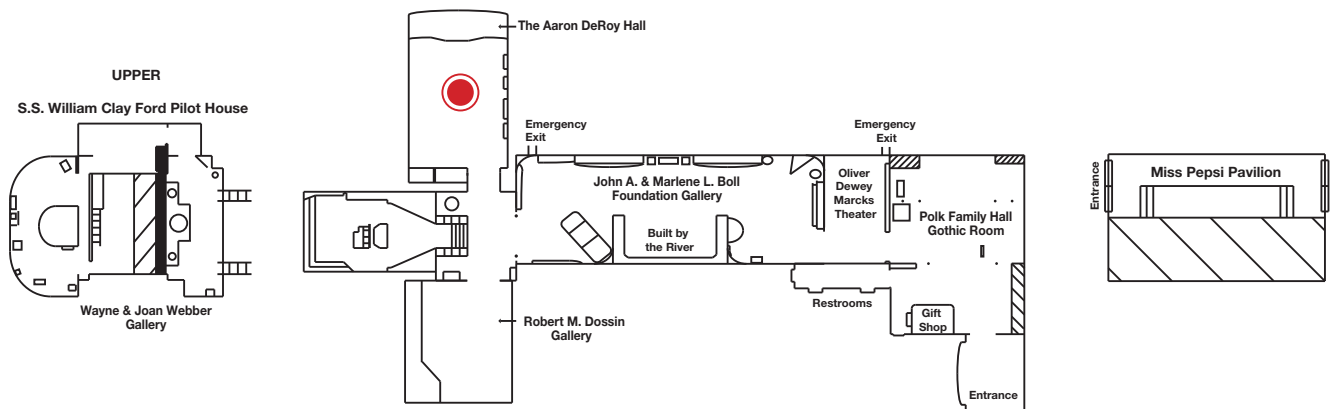 UPPER
S.S. William Clay Ford Pilot House
Wayne & Joan Webber
Gallery
The Aaron DeRoy Hall
Emergency
Exit
John A. & Marlene L. Boll
Foundation Gallery
Built by
the River
Robert M. Dossin
Gallery
Emergency
Exit
Oliver
Dewey
Marcks
Theater
Polk Family Hall
Gothic Room
Restrooms
Gift
Shop
Entrance
Entrance
Miss Pepsi Pavilion